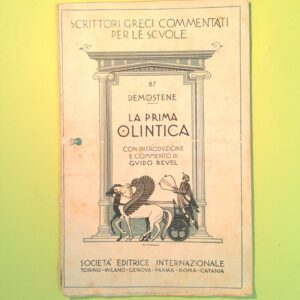 SCRITTORI GRECI COMMENTATI
PER LE SCVOLE
87
DEMOSTENE
LA PRIMA
OLINTICA
CON INTRODVZIONE
E COMMENTO DI
GVIDO REVEL
SOCIETA' EDITRICE INTERNAZIONALE
TORINO-MILANO-GENOVA-PARMA-ROMA-CATANIA